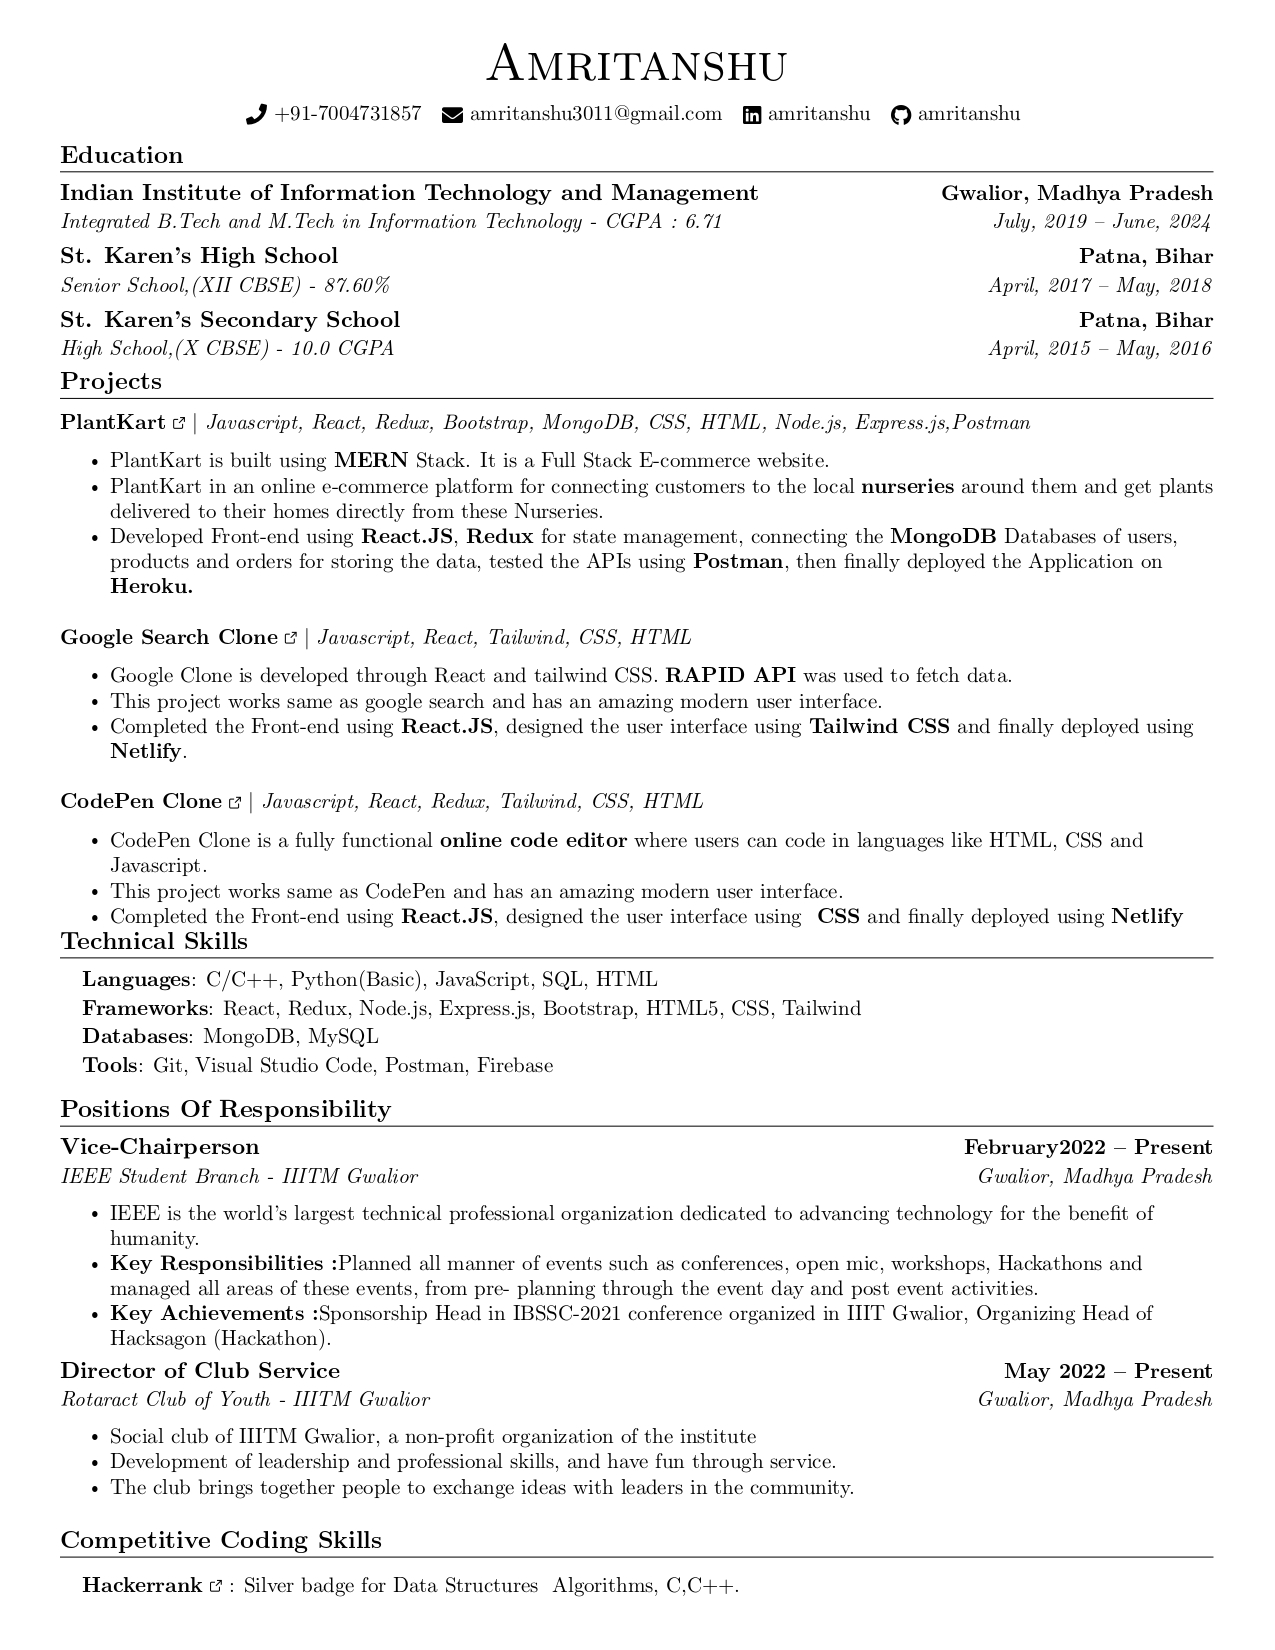 Amritanshu
+91-7004731857 amritanshu3011@gmail.com amritanshu amritanshu
Education
Indian Institute of Information Technology and Management Gwalior, Madhya Pradesh
Integrated B.Tech and M.Tech in Information Technology - CGPA : 6.71 July, 2019 – June, 2024
St. Karen's High School Patna, Bihar
Senior School,(XII CBSE) - 87.60% April, 2017 – May, 2018
St. Karen's Secondary School Patna, Bihar
High School,(X CBSE) - 10.0 CGPA April, 2015 – May, 2016
Projects
PlantKart | Javascript, React, Redux, Bootstrap, MongoDB, CSS, HTML, Node.js, Express.js,Postman
• PlantKart is built using MERN Stack. It is a Full Stack E-commerce website.
• PlantKart in an online e-commerce platform for connecting customers to the local nurseries around them and get plants
delivered to their homes directly from these Nurseries.
• Developed Front-end using React.JS, Redux for state management, connecting the MongoDB Databases of users,
products and orders for storing the data, tested the APIs using Postman, then finally deployed the Application on
Heroku.
Google Search Clone | Javascript, React, Tailwind, CSS, HTML
• Google Clone is developed through React and tailwind CSS. RAPID API was used to fetch data.
• This project works same as google search and has an amazing modern user interface.
• Completed the Front-end using React.JS, designed the user interface using Tailwind CSS and finally deployed using
Netlify.
CodePen Clone | Javascript, React, Redux, Tailwind, CSS, HTML
• CodePen Clone is a fully functional online code editor where users can code in languages like HTML, CSS and
Javascript.
• This project works same as CodePen and has an amazing modern user interface.
• Completed the Front-end using React.JS, designed the user interface using CSS and finally deployed using Netlify
Technical Skills
Languages: C/C++, Python(Basic), JavaScript, SQL, HTML
Frameworks: React, Redux, Node.js, Express.js, Bootstrap, HTML5, CSS, Tailwind
Databases: MongoDB, MySQL
Tools: Git, Visual Studio Code, Postman, Firebase
Positions Of Responsibility
Vice-Chairperson February2022 – Present
IEEE Student Branch - IIITM Gwalior Gwalior, Madhya Pradesh
• IEEE is the world's largest technical professional organization dedicated to advancing technology for the benefit of
humanity.
• Key Responsibilities :Planned all manner of events such as conferences, open mic, workshops, Hackathons and
managed all areas of these events, from pre- planning through the event day and post event activities.
• Key Achievements :Sponsorship Head in IBSSC-2021 conference organized in IIIT Gwalior, Organizing Head of
Hacksagon (Hackathon).
Director of Club Service May 2022 – Present
Rotaract Club of Youth - IIITM Gwalior Gwalior, Madhya Pradesh
• Social club of IIITM Gwalior, a non-profit organization of the institute
• Development of leadership and professional skills, and have fun through service.
• The club brings together people to exchange ideas with leaders in the community.
Competitive Coding Skills
Hackerrank : Silver badge for Data Structures Algorithms, C,C++.